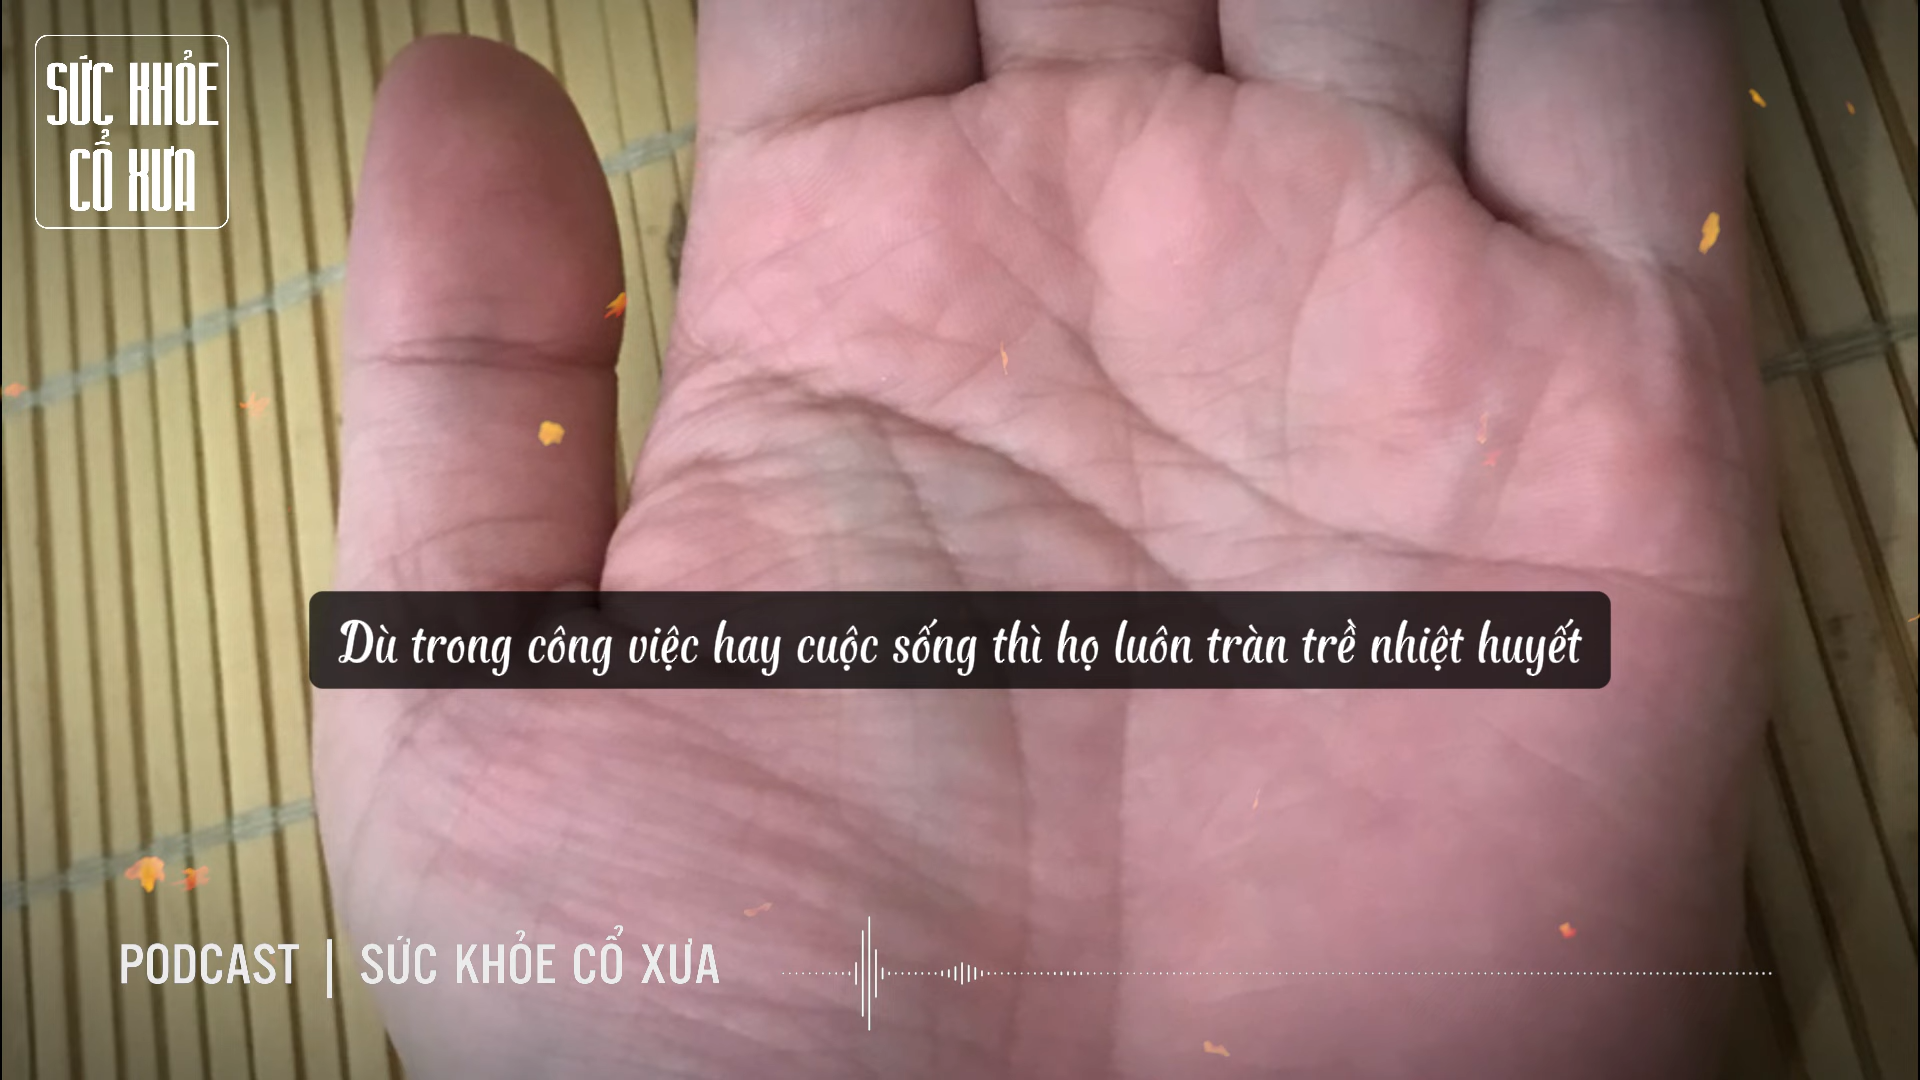 SỨC KHỎE
CỔ XƯA
Dù trong công việc hay cuộc sống thì họ luôn tràn trề nhiệt huyết
PODCAST | SỨC KHỎE CỔ XƯA